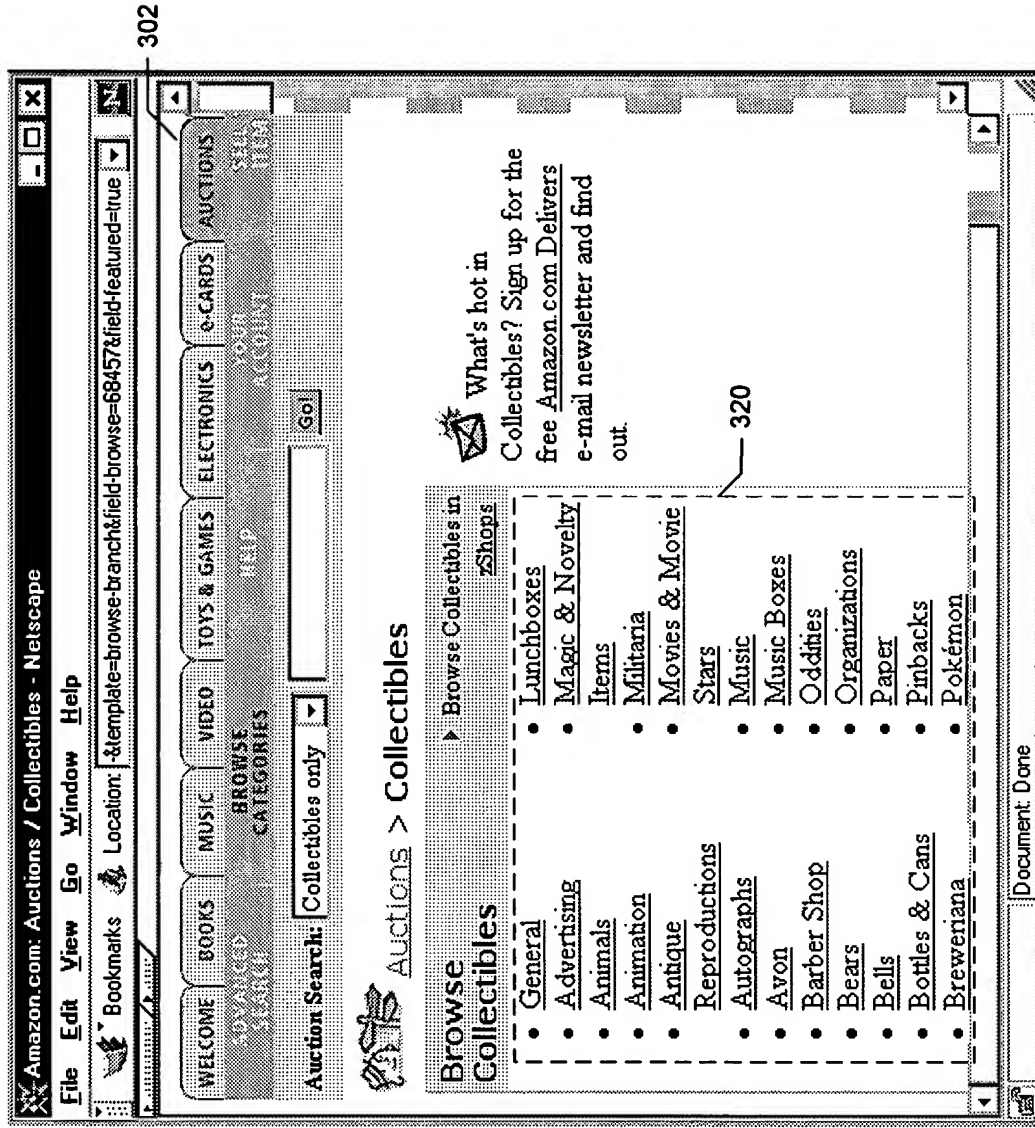 302
Amazon.com: Auctions / Collectibles - Netscape
File Edit View Go Window Help
Bookmarks Location: -&template=browse-branch&field-browse=68457&field-featured=true
N
WELCOME BOOKS MUSIC VIDEO TOYS & GAMES ELECTRONICS e-CARDS AUCTIONS
ADVANCED SEARCH BROWSE CATEGORIES HELP YOUR ACCOUNT SELL ITEM
Auction Search: Collectibles only Go!
Auctions > Collectibles
Browse Collectibles
Browse Collectibles in
zShops
• General
• Advertising
• Animals
• Animation
• Antique
Reproductions
• Autographs
• Avon
• Barber Shop
• Bears
• Bells
• Bottles & Cans
• Breweriana
• Lunchboxes
• Magic & Novelty
Items
• Militaria
• Movies & Movie
Stars
• Music
• Music Boxes
• Oddities
• Organizations
• Paper
• Pinbacks
• Pokémon
320
What's hot in
Collectibles? Sign up for the
free Amazon.com Delivers
e-mail newsletter and find
out.
Document: Done